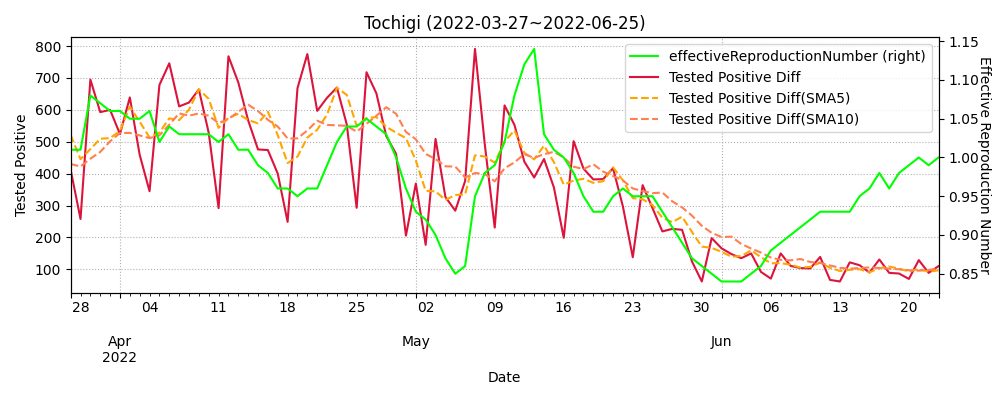 Tochigi (2022-03-27~2022-06-25)
800
700
600
500
400
300
200
100
Tested Positive
1.15
1.10
1.05
1.00
0.95
0.90
0.85
Effective Reproduction Number
effectiveReproductionNumber (right)
Tested Positive Diff
Tested Positive Diff(SMA5)
Tested Positive Diff(SMA10)
28 04 11 18 25 02 09 16 23 30 06 13 20
Apr May Jun
2022
Date